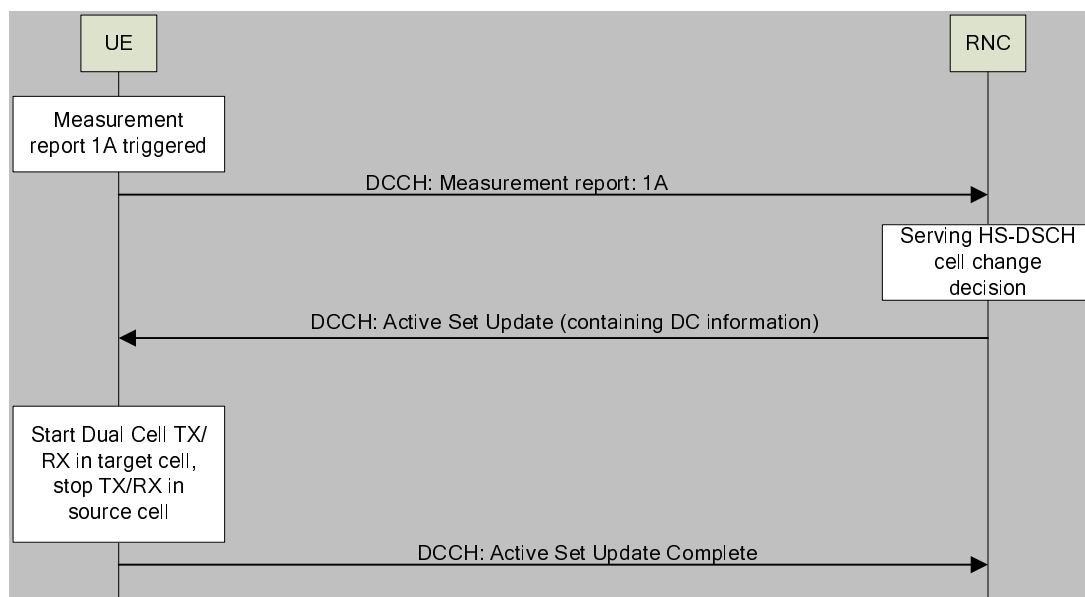 UE
RNC
Measurement
report 1A triggered
DCCH: Measurement report: 1A
Serving HS-DSCH
cell change
decision
DCCH: Active Set Update (containing DC information)
Start Dual Cell TX/
RX in target cell,
stop TX/RX in
source cell
DCCH: Active Set Update Complete